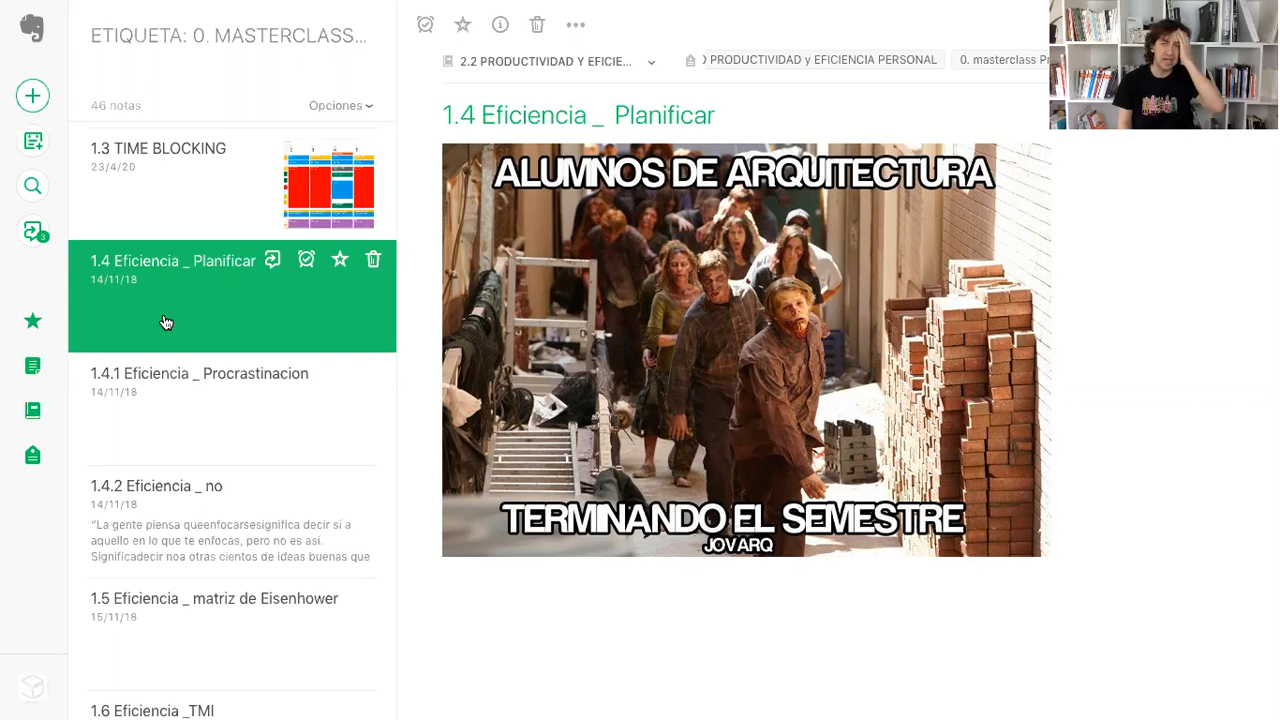 ETIQUETA: 0. MASTERCLASS...
46 notas
Opciones
1.3 TIME BLOCKING
23/4/20
1.4 Eficiencia _ Planificar
14/11/18
1.4.1 Eficiencia _ Procrastinacion
14/11/18
1.4.2 Eficiencia _ no
14/11/18
“La gente piensa queenfocarsesignifica decir sí a
aquello en lo que te enfocas, pero no es así.
Significadecir noa otras cientos de ideas buenas que
1.5 Eficiencia _ matriz de Eisenhower
15/11/18
1.6 Eficiencia _TMI
3
2.2 PRODUCTIVIDAD Y EFICIE...
PRODUCTIVIDAD y EFICIENCIA PERSONAL
0. masterclass Pr
1.4 Eficiencia _ Planificar
ALUMNOS DE ARQUITECTURA
TERMINANDO EL SEMESTRE
JOVARQ